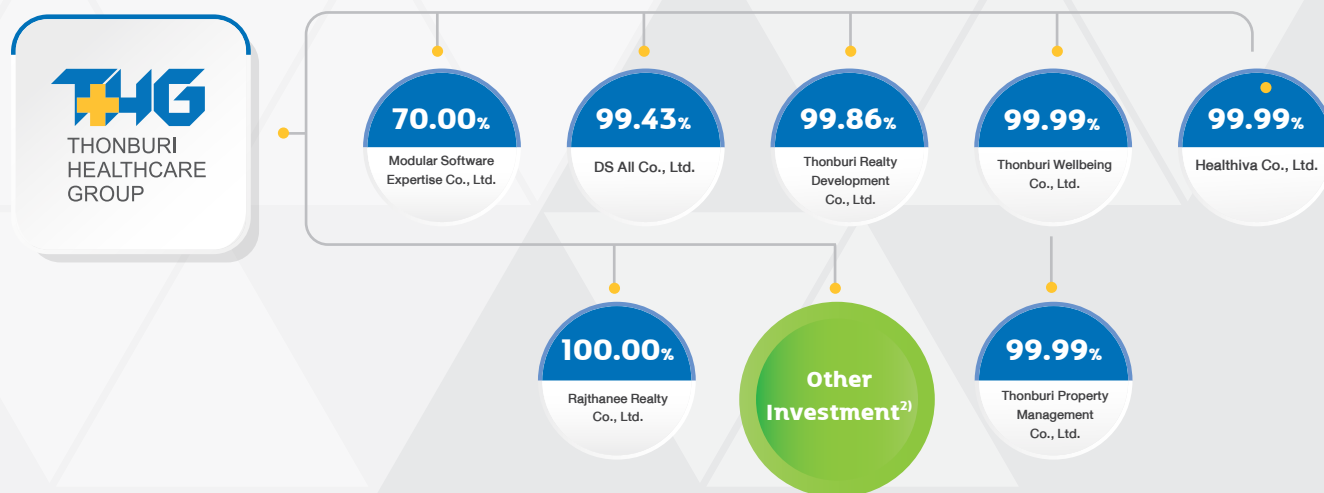 THG
THONBURI
HEALTHCARE
GROUP
70.00%
Modular Software
Expertise Co., Ltd.
99.43%
DS All Co., Ltd.
99.86%
Thonburi Realty
Development
Co., Ltd.
99.99%
Thonburi Wellbeing
Co., Ltd.
99.99%
Healthiva Co., Ltd.
100.00%
Rajthanee Realty
Co., Ltd.
Other
Investment²⁾
99.99%
Thonburi Property
Management
Co., Ltd.